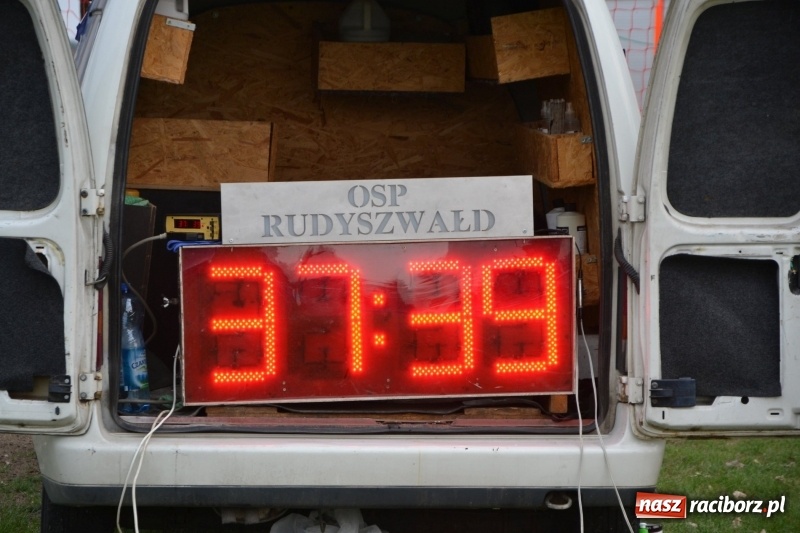 OSP
RUDYSZWAŁD
37:39
nasz raciborz.pl